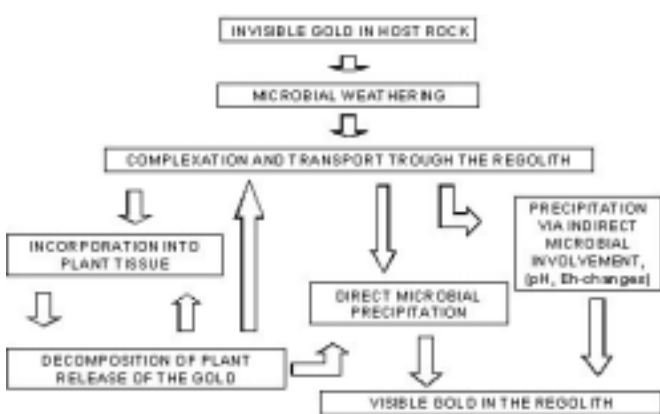 INVISIBLE GOLD IN HOST ROCK
MICROBIAL WEATHERING
COMPLEXATION AND TRANSPORT TROUGH THE REGOLITH
INCORPORATION INTO
PLANT TISSUE
PRECIPITATION
VIA INDIRECT
MICROBIAL
INVOLVEMENT,
(pH, Eh-changes)
DIRECT MICROBIAL
PRECIPITATION
DECOMPOSITION OF PLANT
RELEASE OF THE GOLD
VISIBLE GOLD IN THE REGOLITH